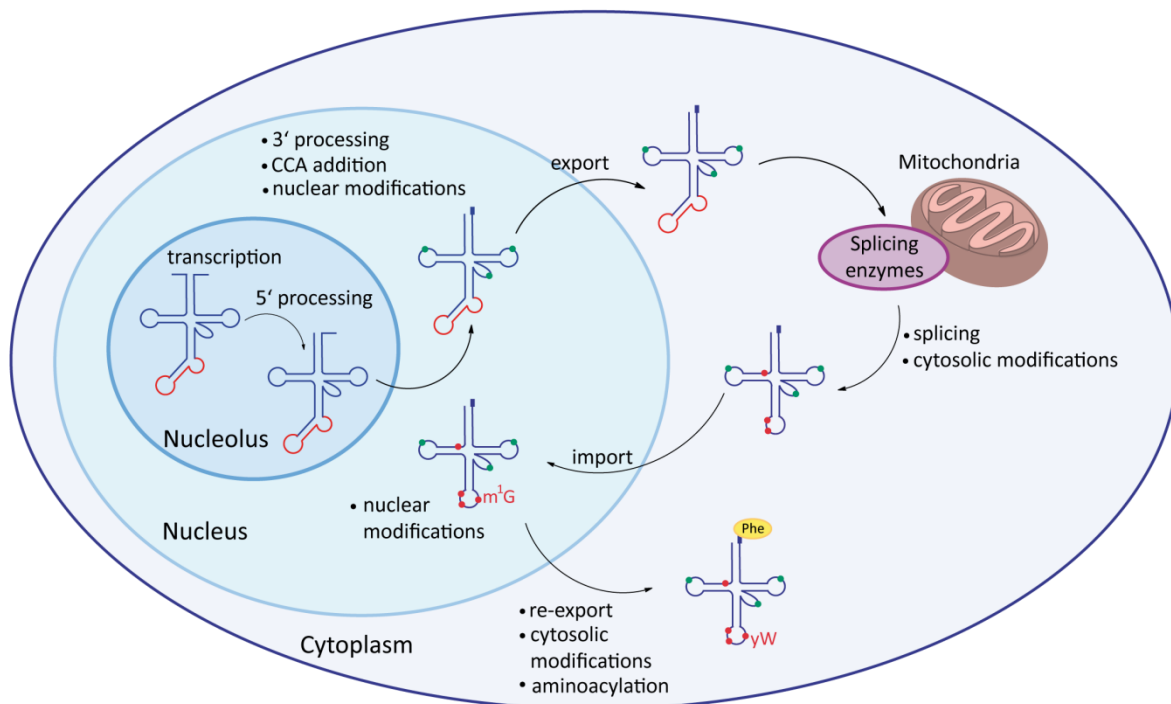 • 3‘ processing
• CCA addition
• nuclear modifications
export
Mitochondria
Splicing
enzymes
transcription
5‘ processing
Nucleolus
• splicing
• cytosolic modifications
import
m¹G
• nuclear
modifications
Nucleus
Phe
yW
• re-export
• cytosolic
modifications
• aminoacylation
Cytoplasm